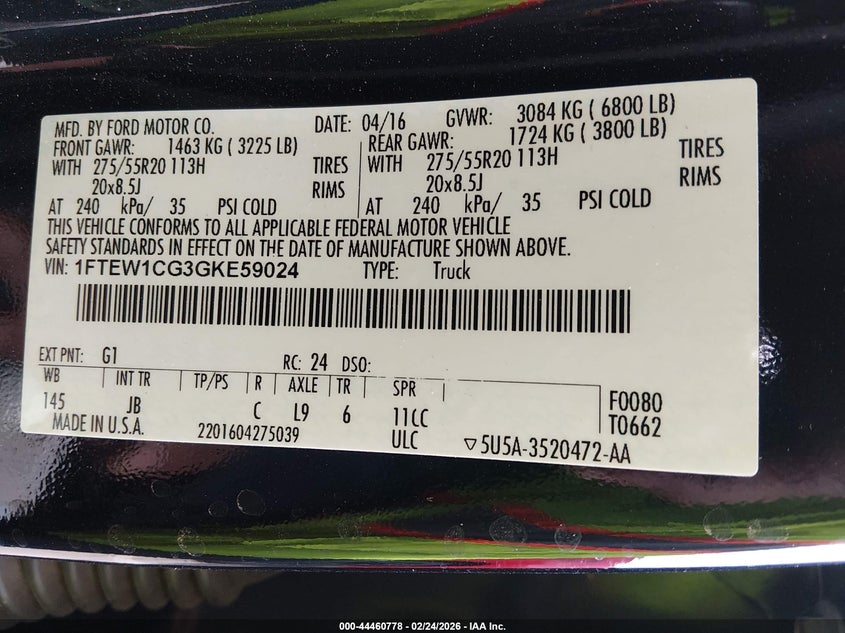 MFD. BY FORD MOTOR CO. DATE: 04/16 GVWR: 3084 KG ( 6800 LB)
FRONT GAWR: 1463 KG ( 3225 LB) REAR GAWR: 1724 KG ( 3800 LB)
WITH 275/55R20 113H TIRES WITH 275/55R20 113H TIRES
20x8.5J RIMS 20x8.5J RIMS
AT 240 kPa/ 35 PSI COLD AT 240 kPa/ 35 PSI COLD
THIS VEHICLE CONFORMS TO ALL APPLICABLE FEDERAL MOTOR VEHICLE
SAFETY STANDARDS IN EFFECT ON THE DATE OF MANUFACTURE SHOWN ABOVE.
VIN: 1FTEW1CG3GKE59024 TYPE: Truck
EXT PNT: G1 RC: 24 DSO:
WB INT TR TP/PS R AXLE TR SPR
145 JB C L9 6 11CC F0080
MADE IN U.S.A. 2201604275039 ULC ▽5U5A-3520472-AA T0662
000-44460778 - 02/24/2026 - IAA Inc.